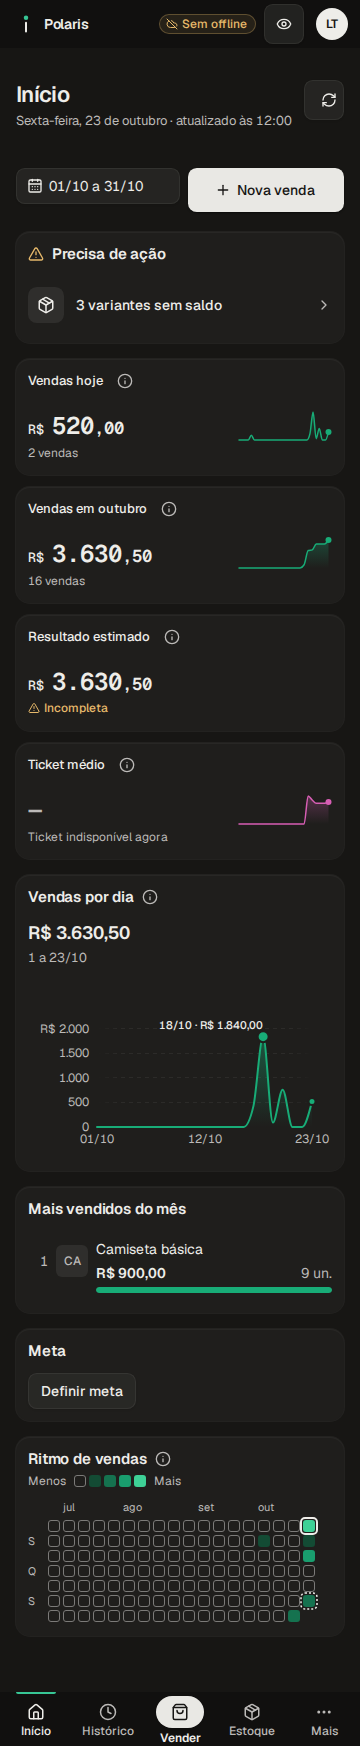 Polaris
Sem offline
LT
Início
Sexta-feira, 23 de outubro · atualizado às 12:00
01/10 a 31/10
Nova venda
Precisa de ação
3 variantes sem saldo
Vendas hoje
R$ 520,00
2 vendas
Vendas em outubro
R$ 3.630,50
16 vendas
Resultado estimado
R$ 3.630,50
Incompleta
Ticket médio
—
Ticket indisponível agora
Vendas por dia
R$ 3.630,50
1 a 23/10
18/10 · R$ 1.840,00
R$ 2.000
1.500
1.000
500
0
01/10 12/10 23/10
Mais vendidos do mês
1 CA Camiseta básica
R$ 900,00 9 un.
Meta
Definir meta
Ritmo de vendas
Menos Mais
jul ago set out
S
Q
S
Início Histórico Vender Estoque Mais